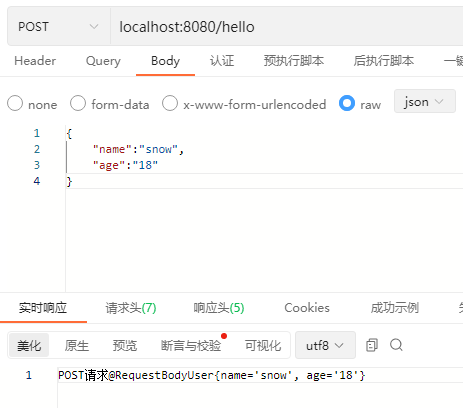 POST localhost:8080/hello
Header Query Body 认证 预执行脚本 后执行脚本 一键
none form-data x-www-form-urlencoded raw json
1 {
2 "name":"snow",
3 "age":"18"
4 }
实时响应 请求头(7) 响应头(5) Cookies 成功示例
美化 原生 预览 断言与校验 可视化 utf8
1 POST请求@RequestBodyUser{name='snow', age='18'}